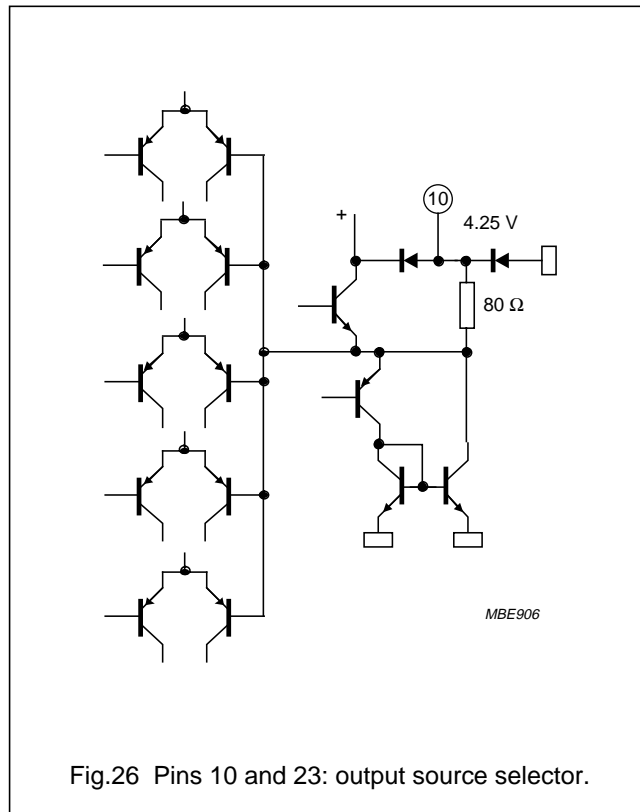 10
+
4.25 V
80 Ω
MBE906
Fig.26 Pins 10 and 23: output source selector.